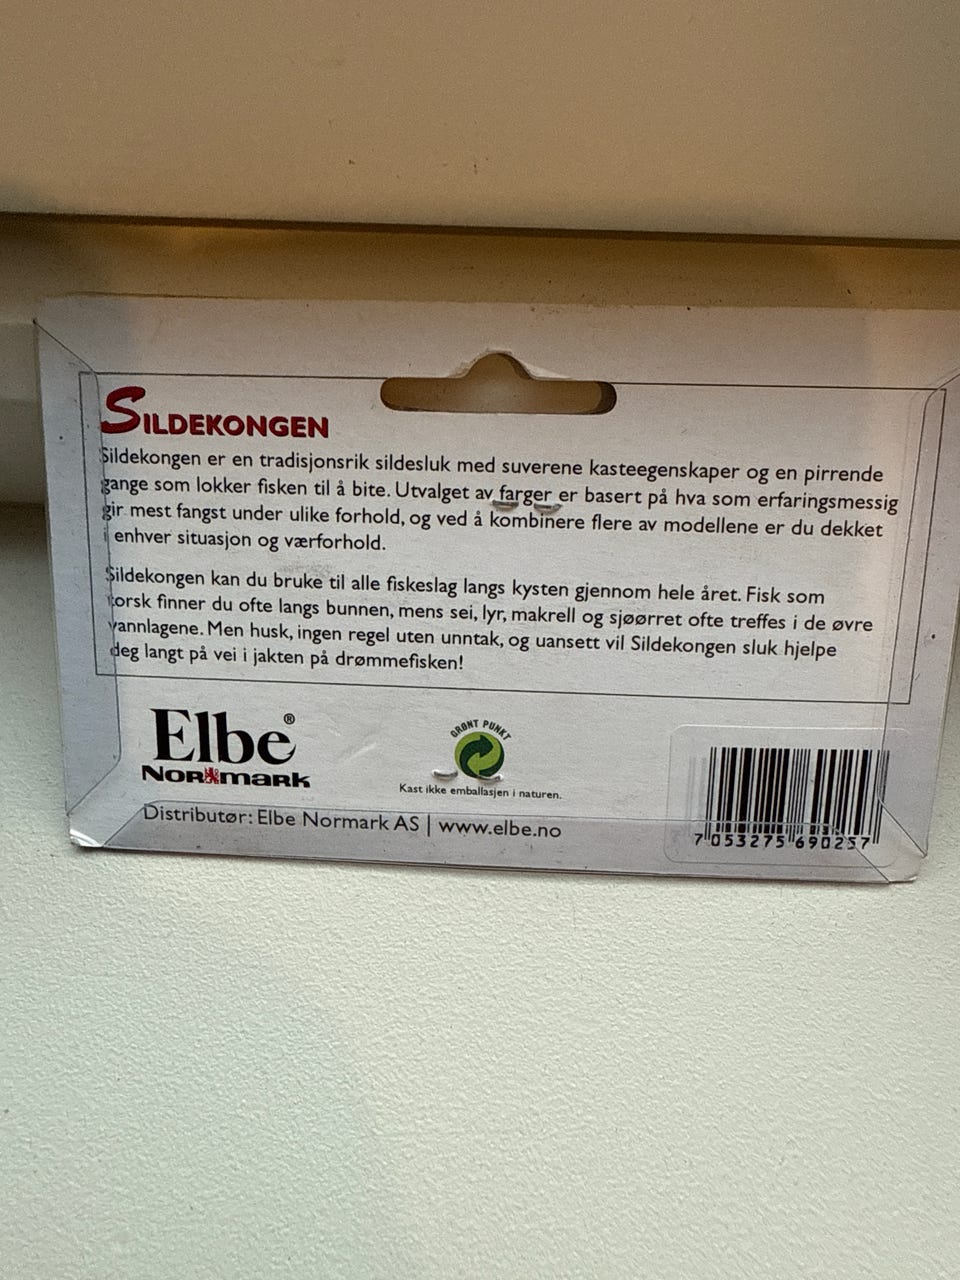 SILDEKONGEN
Sildekongen er en tradisjonsrik sildesluk med suverene kasteegenskaper og en pirrende
gange som lokker fisken til å bite. Utvalget av farger er basert på hva som erfaringsmessig
gir mest fangst under ulike forhold, og ved å kombinere flere av modellene er du dekket
i enhver situasjon og værforhold.
Sildekongen kan du bruke til alle fiskeslag langs kysten gjennom hele året. Fisk som
torsk finner du ofte langs bunnen, mens sei, lyr, makrell og sjøørret ofte treffes i de øvre
vannlagene. Men husk, ingen regel uten unntak, og uansett vil Sildekongen sluk hjelpe
deg langt på vei i jakten på drømmefisken!
Elbe®
NORMARK
GRØNT PUNKT
Kast ikke emballasjen i naturen.
Distributør: Elbe Normark AS | www.elbe.no
7 053275 690257